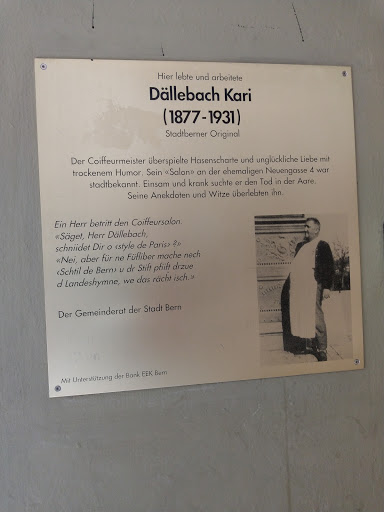 Hier lebte und arbeitete
Dällebach Kari
(1877-1931)
Stadtberner Original
Der Coiffeurmeister überspielte Hasenscharte und unglückliche Liebe mit
trockenem Humor. Sein «Salon» an der ehemaligen Neuengasse 4 war
stadtbekannt. Einsam und krank suchte er den Tod in der Aare.
Seine Anekdoten und Witze überlebten ihn.
Ein Herr betritt den Coiffeursalon.
«Säget, Herr Dällebach,
schniidet Dir o ‹style de Paris› ?»
«Nei, aber für ne Füfliber mache nech
‹Schtil de Bern› u dr Stift pfift drzue
d Landeshymne, we das rächt isch.»
Der Gemeinderat der Stadt Bern
Mit Unterstützung der Bank EEK Bern